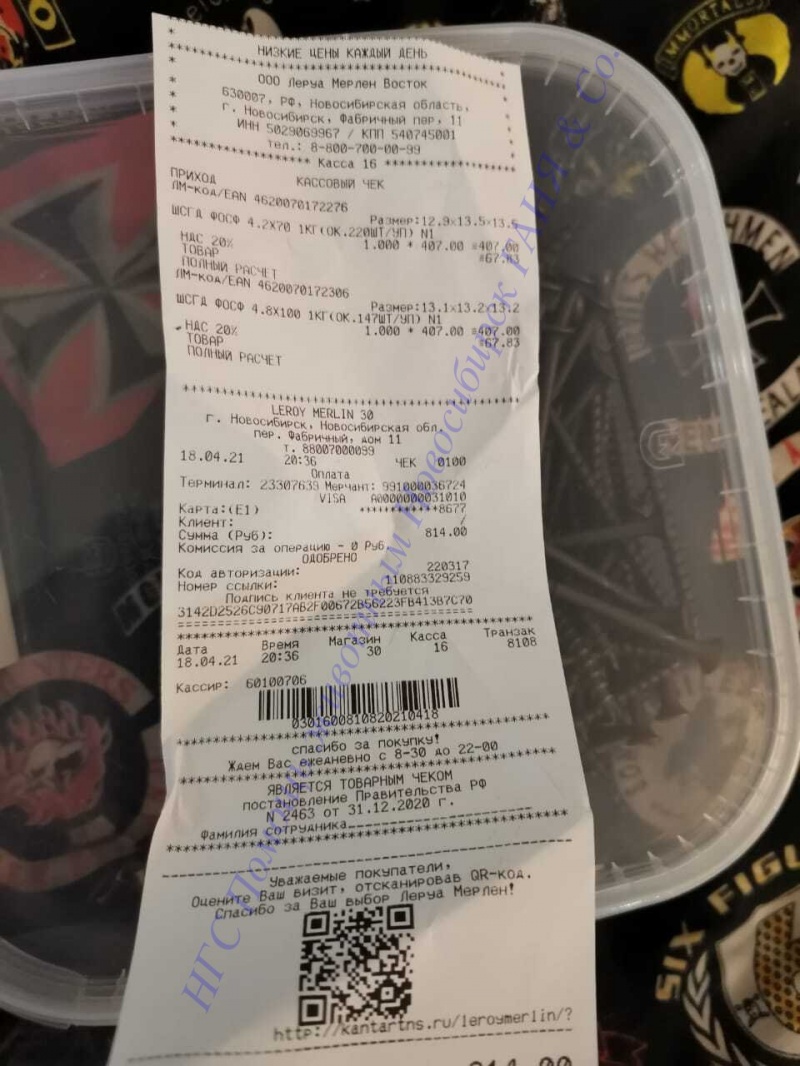 НИЗКИЕ ЦЕНЫ КАЖДЫЙ ДЕНЬ
ООО Леруа Мерлен Восток
630007, РФ, Новосибирская область,
г. Новосибирск, Фабричный пер, 11
ИНН 5029069967 / КПП 540745001
тел.: 8-800-700-00-99
Касса 16
ПРИХОД КАССОВЫЙ ЧЕК
ЛМ-код/EAN 4620070172276
Размер:12.9x13.5x13.5
ШСГД ФОСФ 4.2X70 1КГ(ОК.220ШТ/УП) N1
1.000 * 407.00 =407.00
НДС 20% =67.83
ТОВАР
ПОЛНЫЙ РАСЧЕТ
ЛМ-код/EAN 4620070172306
Размер:13.1x13.2x13.2
ШСГД ФОСФ 4.8X100 1КГ(ОК.147ШТ/УП) N1
1.000 * 407.00 =407.00
НДС 20% =67.83
ТОВАР
ПОЛНЫЙ РАСЧЕТ
LEROY MERLIN 30
г. Новосибирск, Новосибирская обл.
пер. Фабричный, дом 11
т. 88007000099
18.04.21 20:36 ЧЕК 0100
Оплата
Терминал: 23307639 Мерчант: 991000036724
VISA A0000000031010
Карта:(E1) ************8677
Клиент: /
Сумма (Руб): 814.00
Комиссия за операцию - 0 Руб
ОДОБРЕНО
Код авторизации: 220317
Номер ссылки: 110883329259
Подпись клиента не требуется
3142D2526C90717AB2F00672B56223FB413B7C70
Дата Время Магазин Касса Транзак
18.04.21 20:36 30 16 8108
Кассир: 60100706
0301600810820210418
спасибо за покупку!
Ждем Вас ежедневно с 8-30 до 22-00
ЯВЛЯЕТСЯ ТОВАРНЫМ ЧЕКОМ
постановление Правительства РФ
N 2463 от 31.12.2020 г.
Фамилия сотрудника
Уважаемые покупатели,
Оцените Ваш визит, отсканировав QR-код.
Спасибо за Ваш выбор Леруа Мерлен!
http://kantartns.ru/leroymerlin/?
814.00
IMMORTALS
SIX FIGU